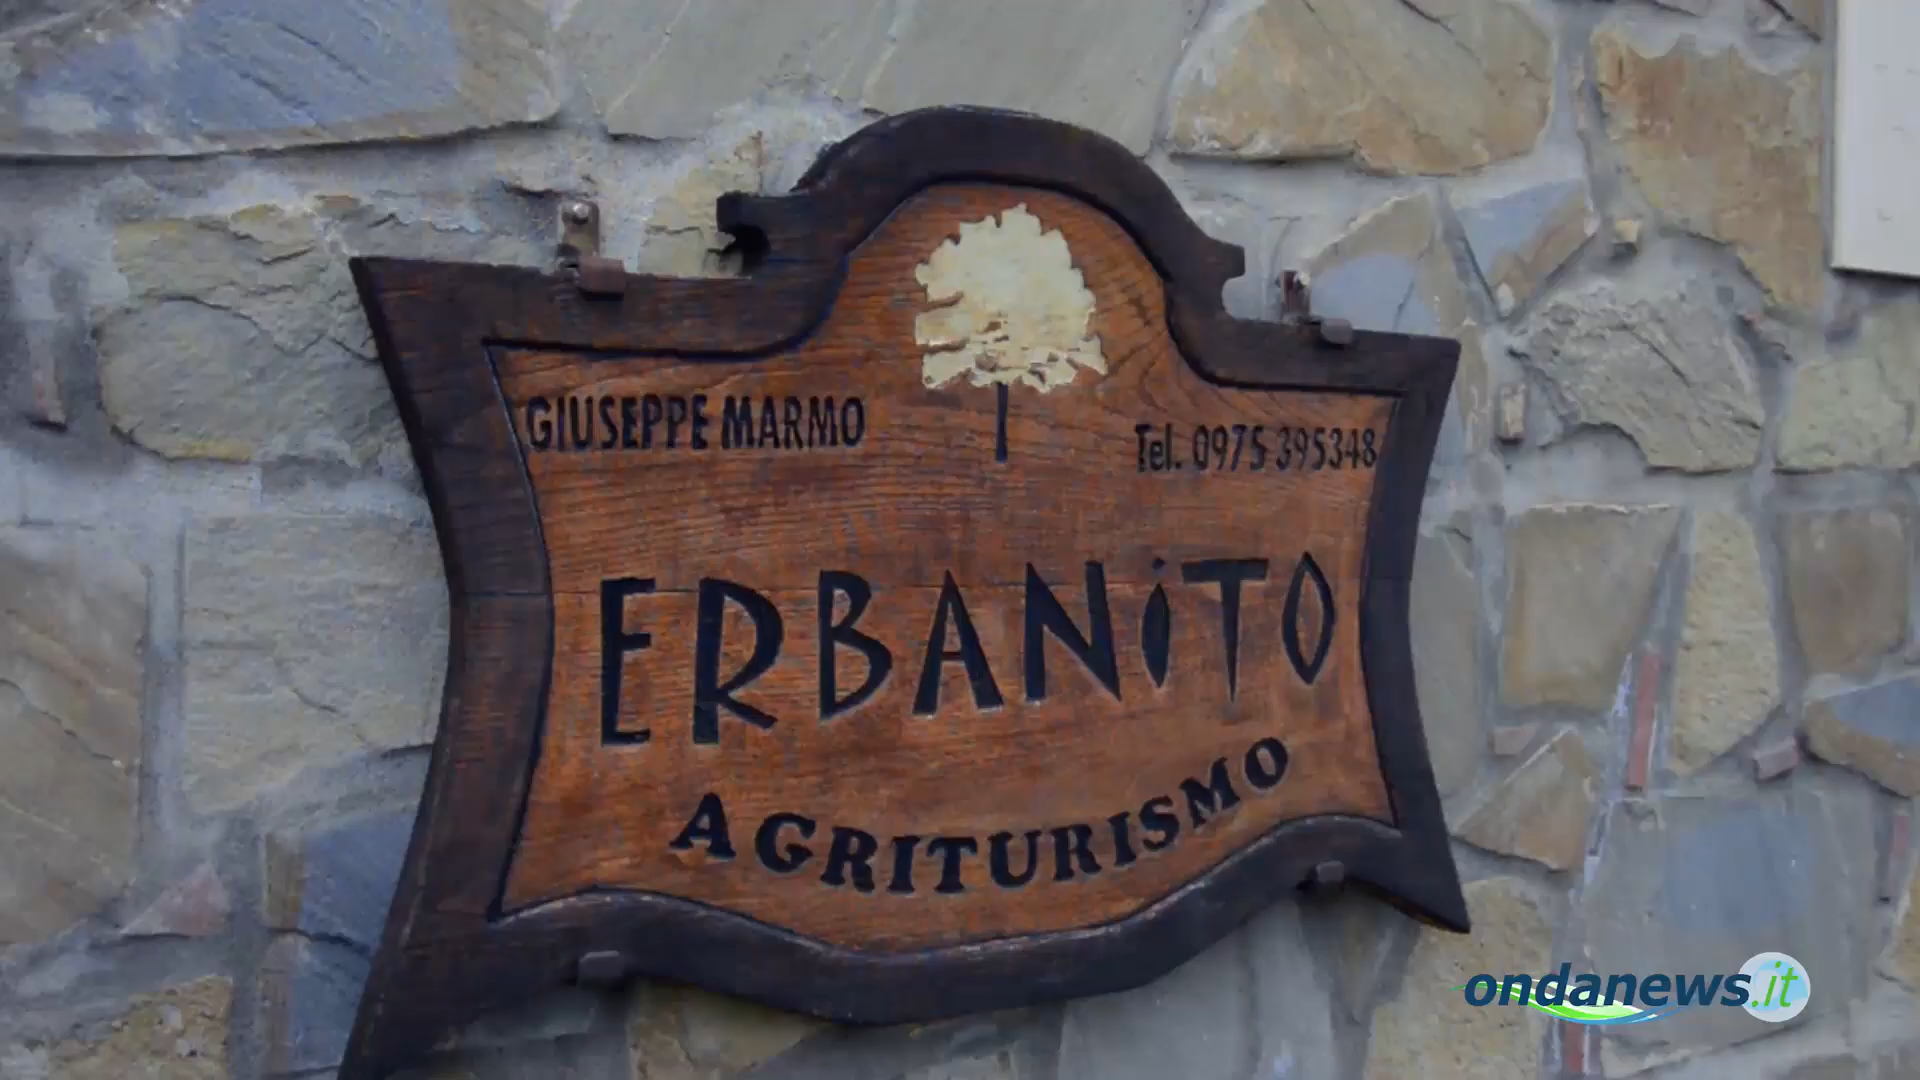 GIUSEPPE MARMO
Tel. 0975 395348
ERBANiTO
AGRITURISMO
ondanews.it